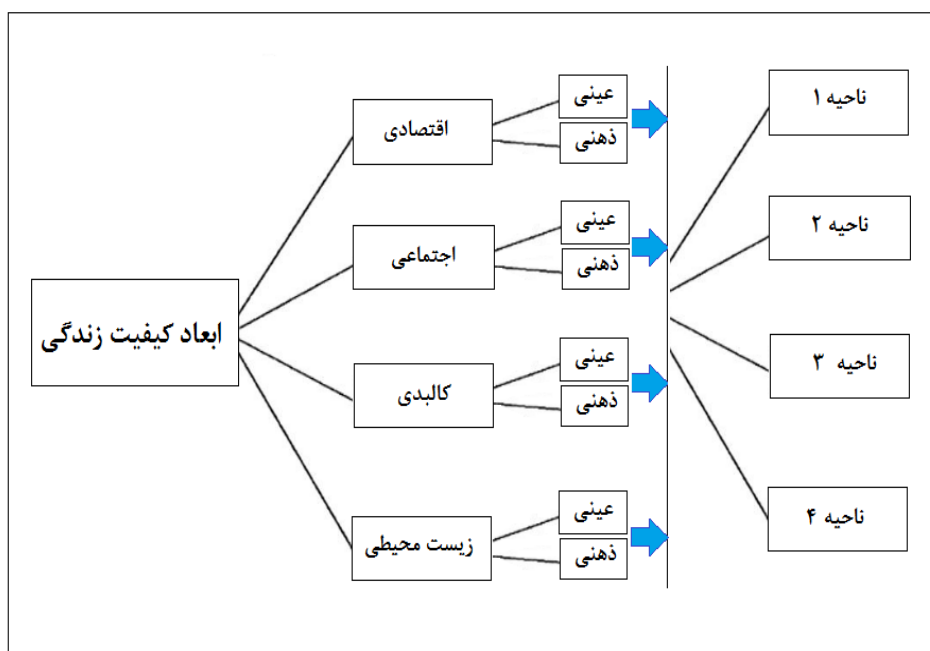 ابعاد کیفیت زندگی
اقتصادی
عینی
ذهنی
اجتماعی
عینی
ذهنی
کالبدی
عینی
ذهنی
زیست محیطی
عینی
ذهنی
ناحیه ۱
ناحیه ۲
ناحیه ۳
ناحیه ۴